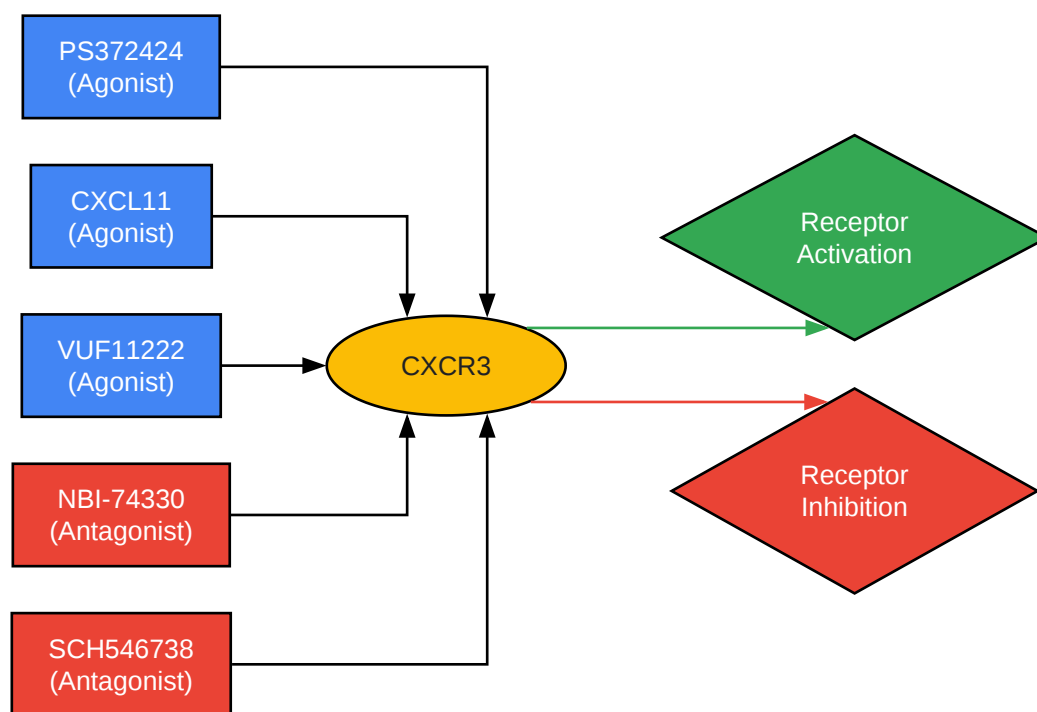 PS372424
(Agonist)
CXCL11
(Agonist)
VUF11222
(Agonist)
NBI-74330
(Antagonist)
SCH546738
(Antagonist)
CXCR3
Receptor
Activation
Receptor
Inhibition